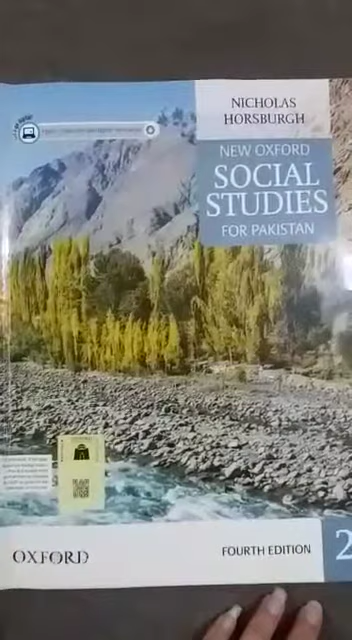 NICHOLAS
HORSBURGH
NEW OXFORD
SOCIAL
STUDIES
FOR PAKISTAN
OXFORD
FOURTH EDITION
2